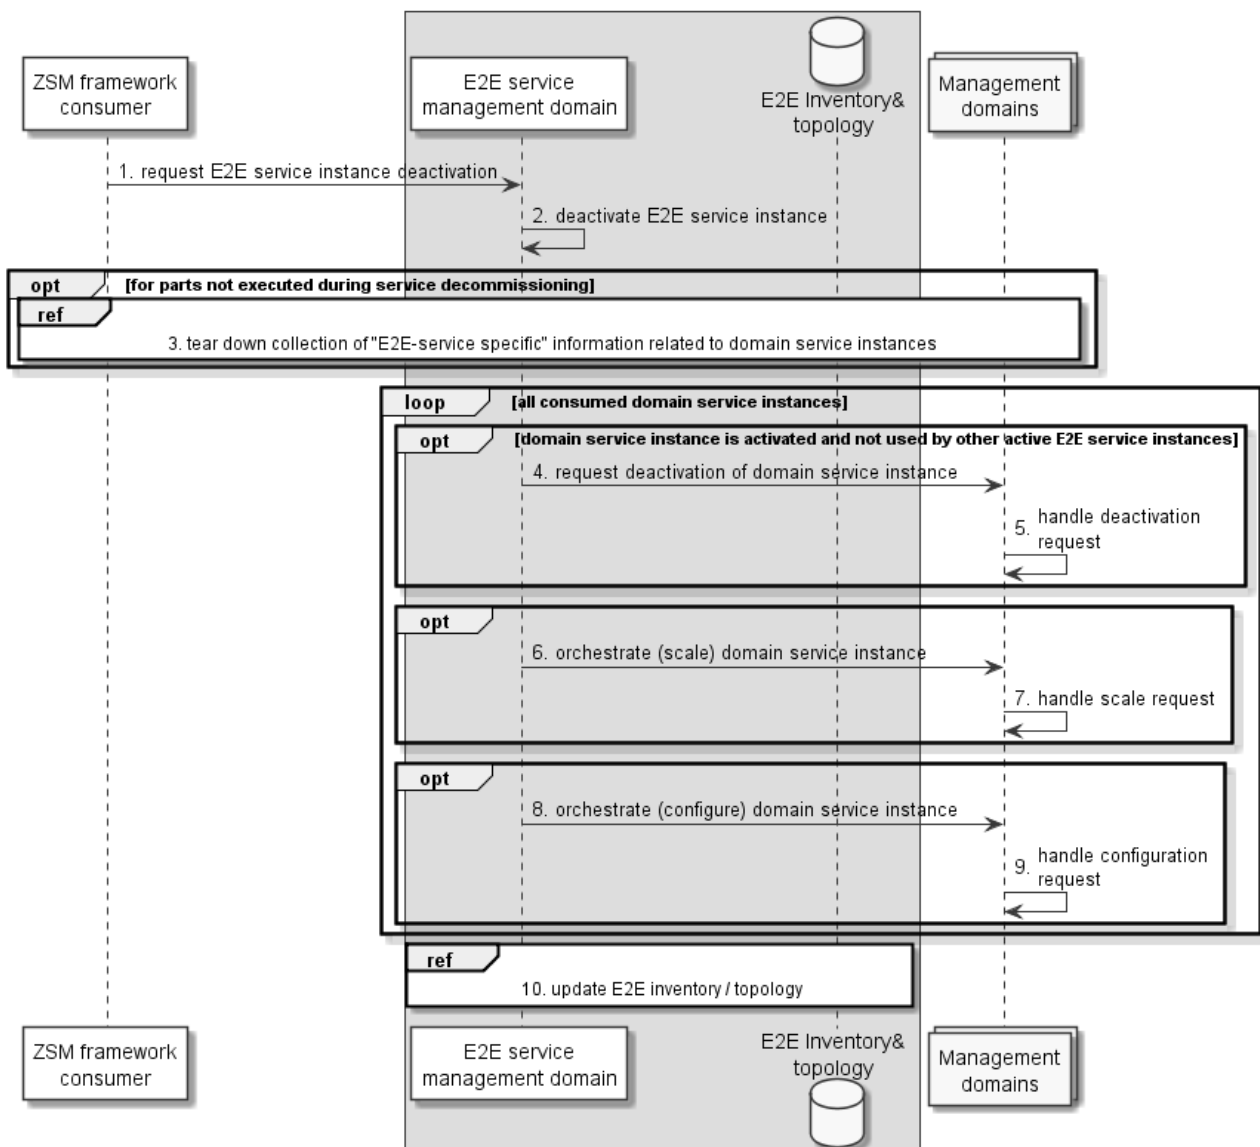 ZSM framework
consumer
E2E service
management domain
E2E Inventory&
topology
Management
domains
1. request E2E service instance deactivation
2. deactivate E2E service instance
opt [for parts not executed during service decommissioning]
ref
3. tear down collection of "E2E-service specific" information related to domain service instances
loop [all consumed domain service instances]
opt [domain service instance is activated and not used by other active E2E service instances]
4. request deactivation of domain service instance
5. handle deactivation
request
opt
6. orchestrate (scale) domain service instance
7. handle scale request
opt
8. orchestrate (configure) domain service instance
9. handle configuration
request
ref
10. update E2E inventory / topology
ZSM framework
consumer
E2E service
management domain
E2E Inventory&
topology
Management
domains